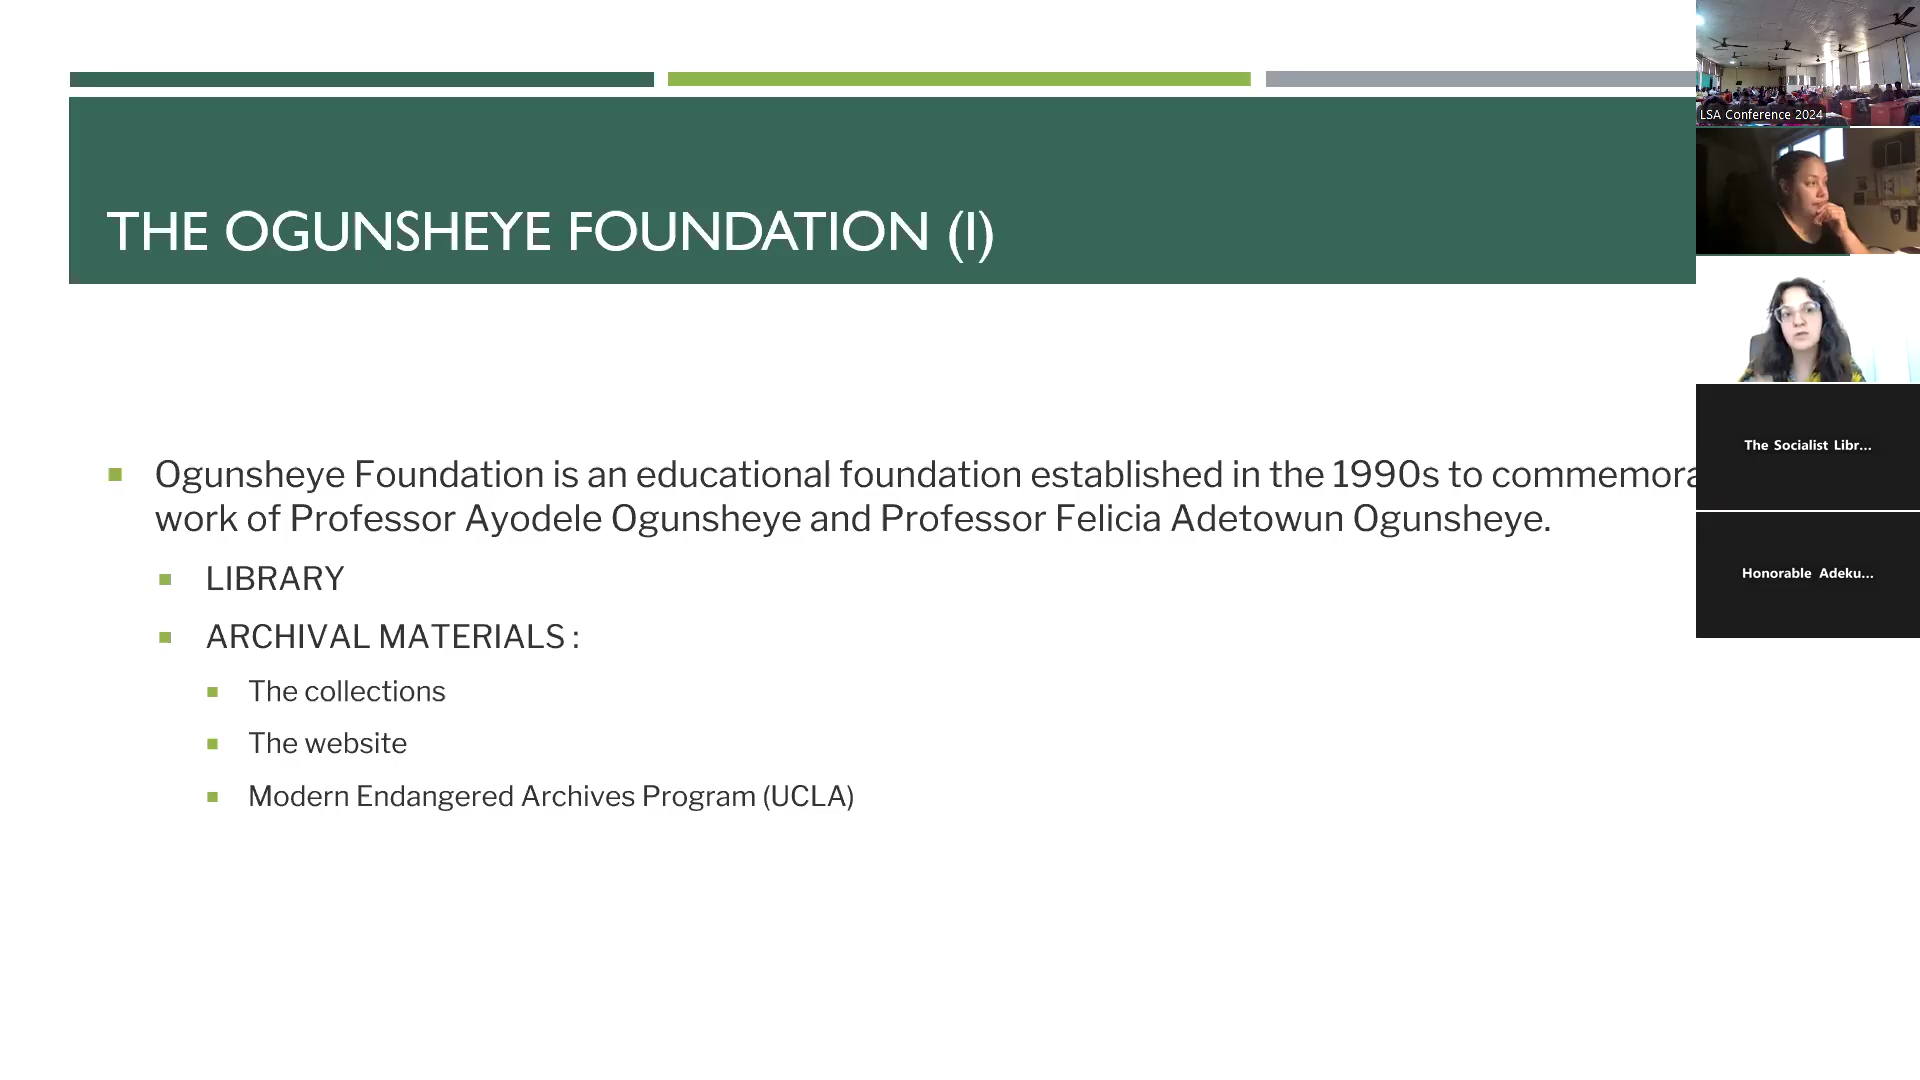 THE OGUNSHEYE FOUNDATION (I)
Ogunsheye Foundation is an educational foundation established in the 1990s to commemora
work of Professor Ayodele Ogunsheye and Professor Felicia Adetowun Ogunsheye.
LIBRARY
ARCHIVAL MATERIALS :
The collections
The website
Modern Endangered Archives Program (UCLA)
LSA Conference 2024
The Socialist Libr...
Honorable Adeku...